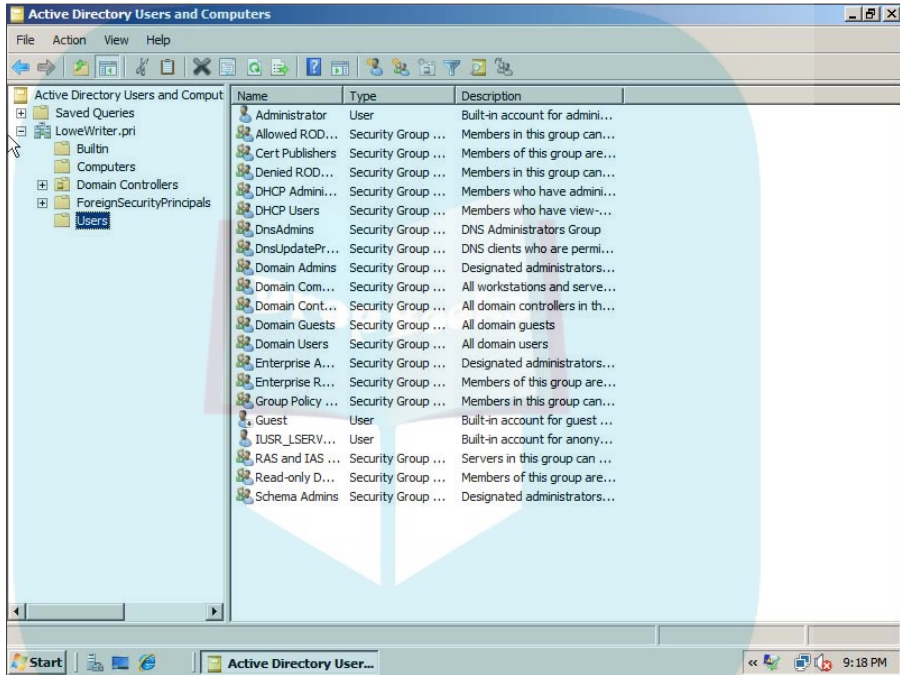 Active Directory Users and Computers
File Action View Help
Active Directory Users and Comput
Saved Queries
LoweWriter.pri
Builtin
Computers
Domain Controllers
ForeignSecurityPrincipals
Users
Name Type Description
Administrator User Built-in account for admini...
Allowed ROD... Security Group ... Members in this group can...
Cert Publishers Security Group ... Members of this group are...
Denied ROD... Security Group ... Members in this group can...
DHCP Admini... Security Group ... Members who have admini...
DHCP Users Security Group ... Members who have view-...
DnsAdmins Security Group ... DNS Administrators Group
DnsUpdatePr... Security Group ... DNS clients who are permi...
Domain Admins Security Group ... Designated administrators...
Domain Com... Security Group ... All workstations and serve...
Domain Cont... Security Group ... All domain controllers in th...
Domain Guests Security Group ... All domain guests
Domain Users Security Group ... All domain users
Enterprise A... Security Group ... Designated administrators...
Enterprise R... Security Group ... Members of this group are...
Group Policy ... Security Group ... Members in this group can...
Guest User Built-in account for guest ...
IUSR_LSERV... User Built-in account for anony...
RAS and IAS ... Security Group ... Servers in this group can ...
Read-only D... Security Group ... Members of this group are...
Schema Admins Security Group ... Designated administrators...
Start Active Directory User... « 9:18 PM